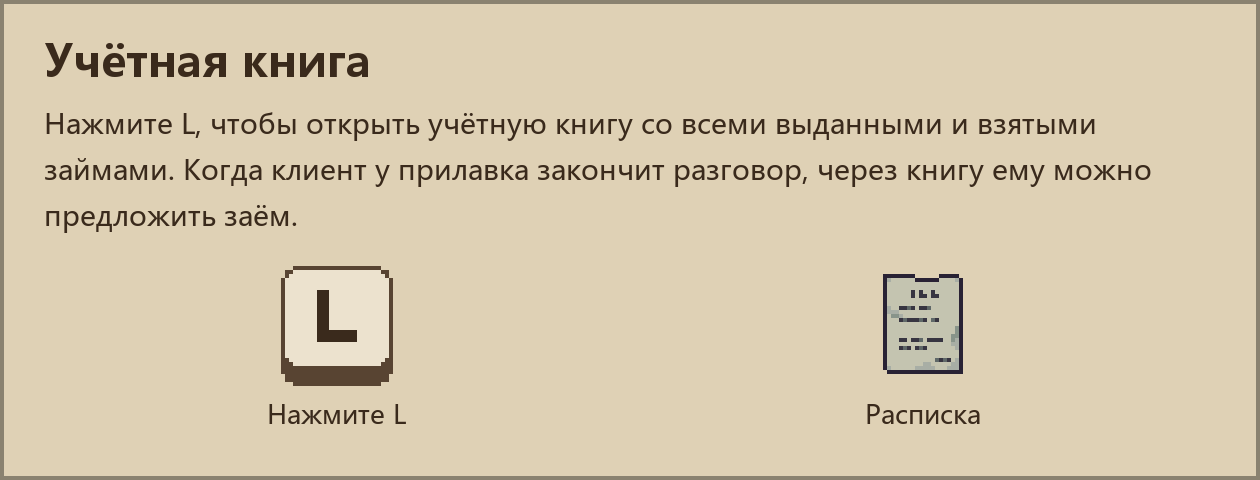 Учётная книга
Нажмите L, чтобы открыть учётную книгу со всеми выданными и взятыми
займами. Когда клиент у прилавка закончит разговор, через книгу ему можно
предложить заём.
L
Нажмите L
Расписка